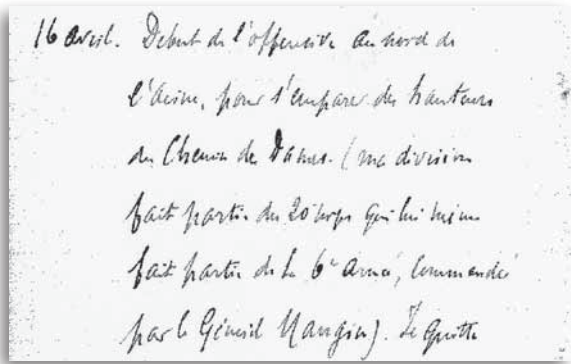 16 avril. Début de l'offensive au nord de
l'Aisne, pour s'emparer des hauteurs
du Chemin des Dames. (ma division
fait partie du 20e corps qui lui même
fait partie de la 6e armée, commandée
par le Général Mangin). Je quitte